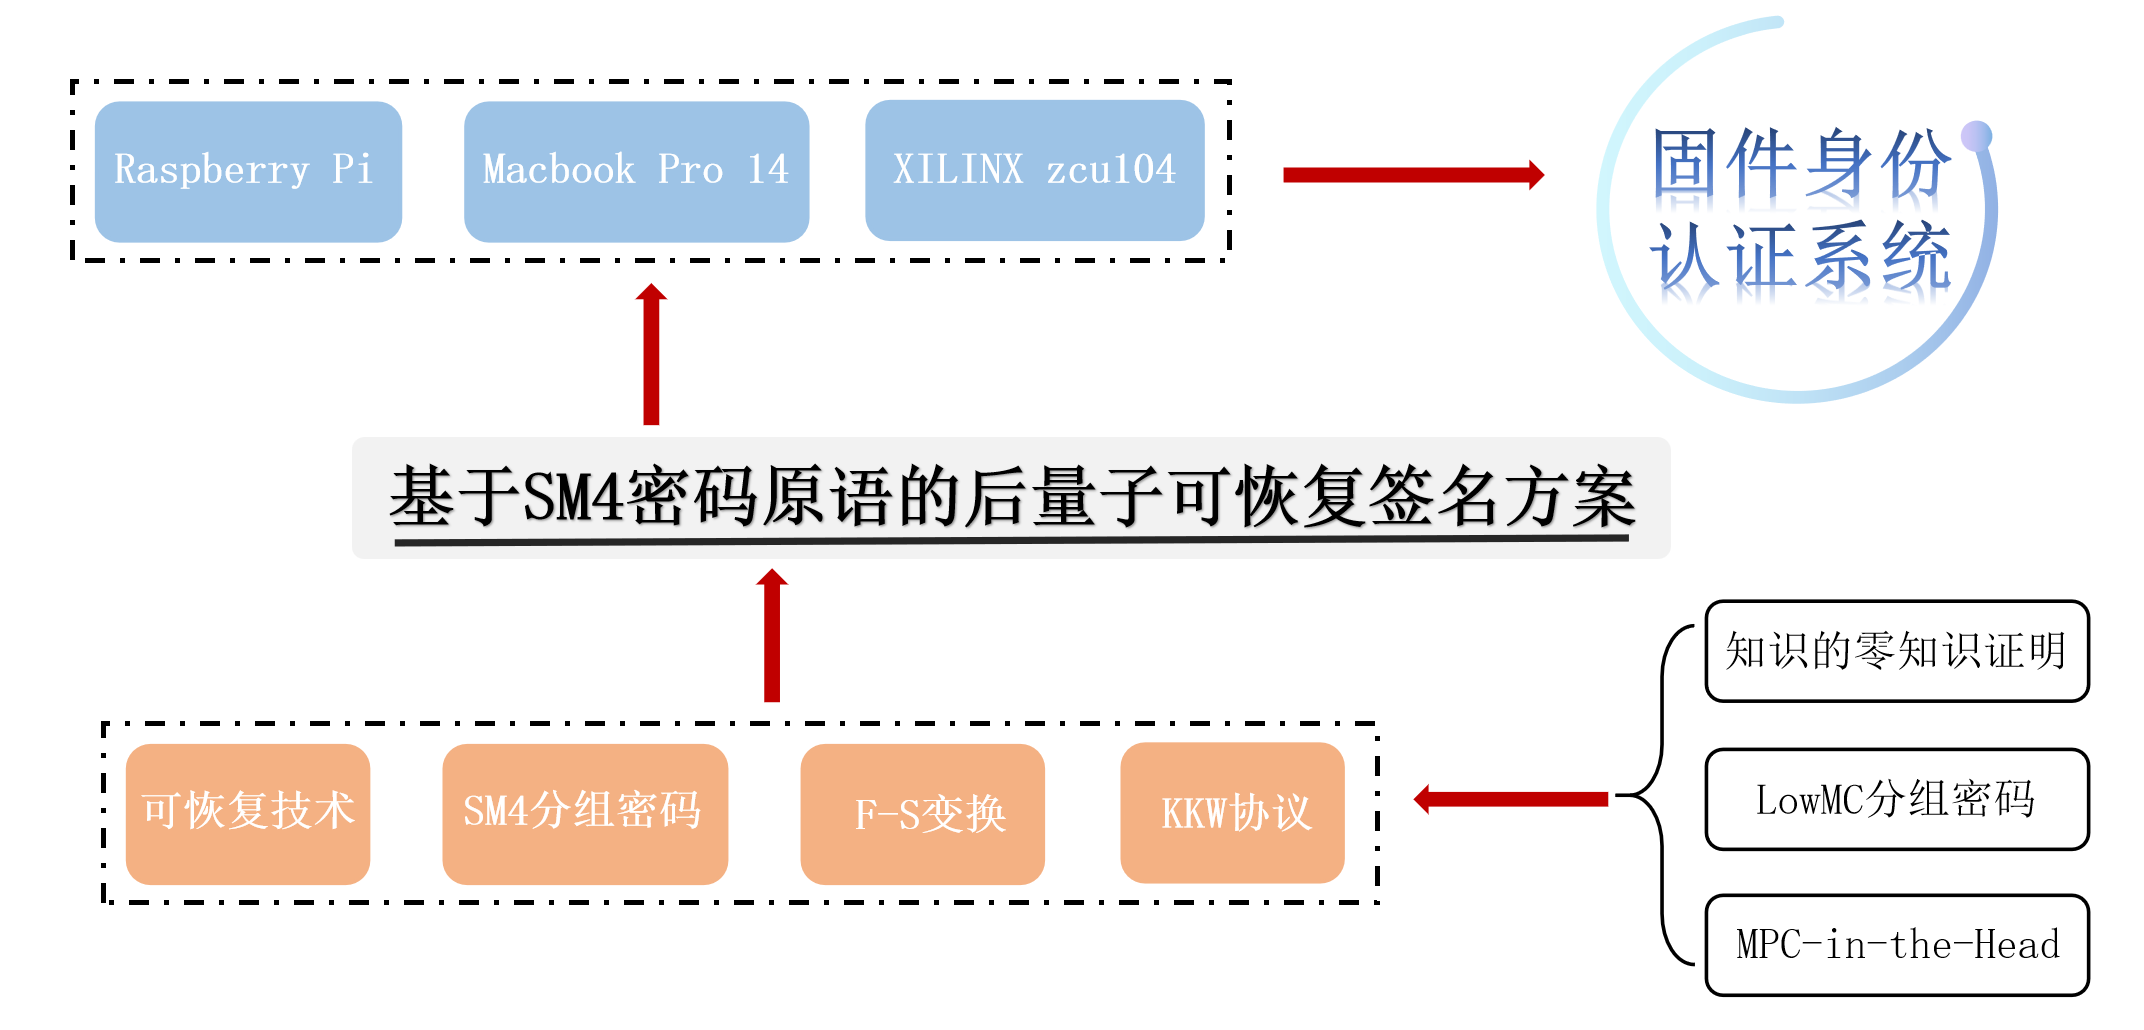 Raspberry Pi
Macbook Pro 14
XILINX zcu104
固件身份
认证系统
基于SM4密码原语的后量子可恢复签名方案
可恢复技术
SM4分组密码
F-S变换
KKW协议
知识的零知识证明
LowMC分组密码
MPC-in-the-Head